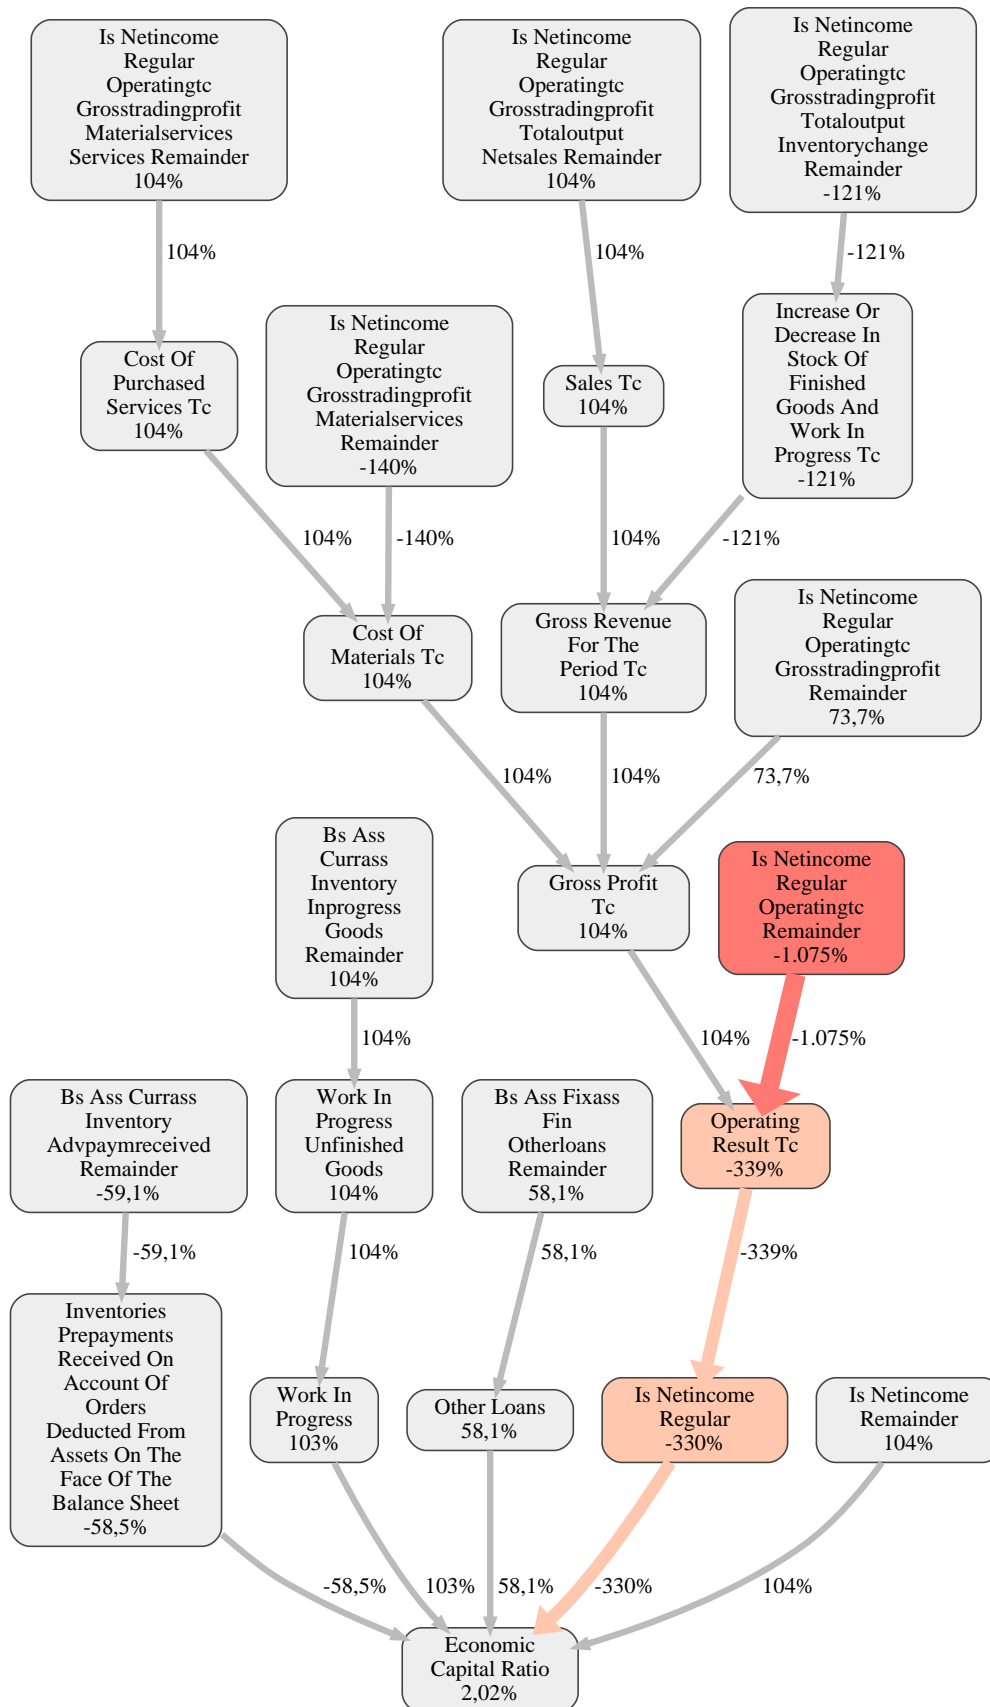 Is Netincome
Regular
Operatingtc
Grosstradingprofit
Materialservices
Services Remainder
104%
Is Netincome
Regular
Operatingtc
Grosstradingprofit
Totaloutput
Netsales Remainder
104%
Is Netincome
Regular
Operatingtc
Grosstradingprofit
Totaloutput
Inventorychange
Remainder
-121%
104%
104%
-121%
Cost Of
Purchased
Services Tc
104%
Is Netincome
Regular
Operatingtc
Grosstradingprofit
Materialservices
Remainder
-140%
Sales Tc
104%
Increase Or
Decrease In
Stock Of
Finished
Goods And
Work In
Progress Tc
-121%
104%
-140%
104%
-121%
Cost Of
Materials Tc
104%
Gross Revenue
For The
Period Tc
104%
Is Netincome
Regular
Operatingtc
Grosstradingprofit
Remainder
73,7%
104%
104%
73,7%
Bs Ass
Currass
Inventory
Inprogress
Goods
Remainder
104%
Gross Profit
Tc
104%
Is Netincome
Regular
Operatingtc
Remainder
-1.075%
104%
104%
-1.075%
Bs Ass Currass
Inventory
Advpaymreceived
Remainder
-59,1%
Work In
Progress
Unfinished
Goods
104%
Bs Ass Fixass
Fin
Otherloans
Remainder
58,1%
Operating
Result Tc
-339%
-59,1%
104%
58,1%
-339%
Inventories
Prepayments
Received On
Account Of
Orders
Deducted From
Assets On The
Face Of The
Balance Sheet
-58,5%
Work In
Progress
103%
Other Loans
58,1%
Is Netincome
Regular
-330%
Is Netincome
Remainder
104%
-58,5%
103%
58,1%
-330%
104%
Economic
Capital Ratio
2,02%